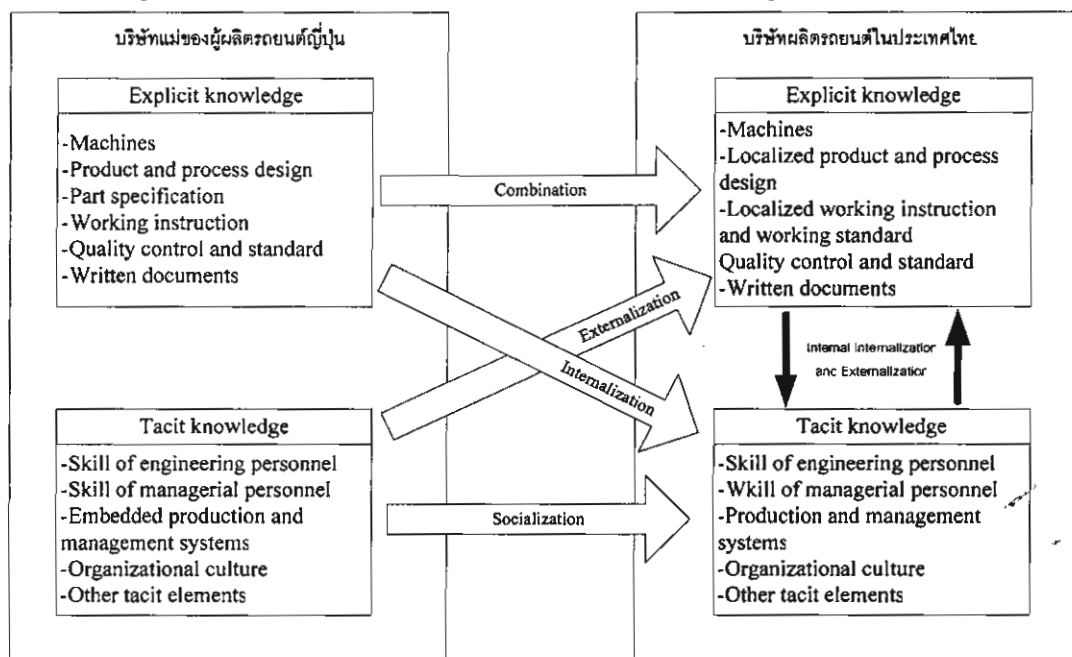 บริษัทแม่ของผู้ผลิตรถยนต์ญี่ปุ่น
Explicit knowledge
-Machines
-Product and process design
-Part specification
-Working instruction
-Quality control and standard
-Written documents
Tacit knowledge
-Skill of engineering personnel
-Skill of managerial personnel
-Embedded production and
management systems
-Organizational culture
-Other tacit elements
Combination
Externalization
Internalization
Socialization
บริษัทผลิตรถยนต์ในประเทศไทย
Explicit knowledge
-Machines
-Localized product and process
design
-Localized working instruction
and working standard
Quality control and standard
-Written documents
Internal Internalization
and Externalization
Tacit knowledge
-Skill of engineering personnel
-Wkill of managerial personnel
-Production and management
systems
-Organizational culture
-Other tacit elements